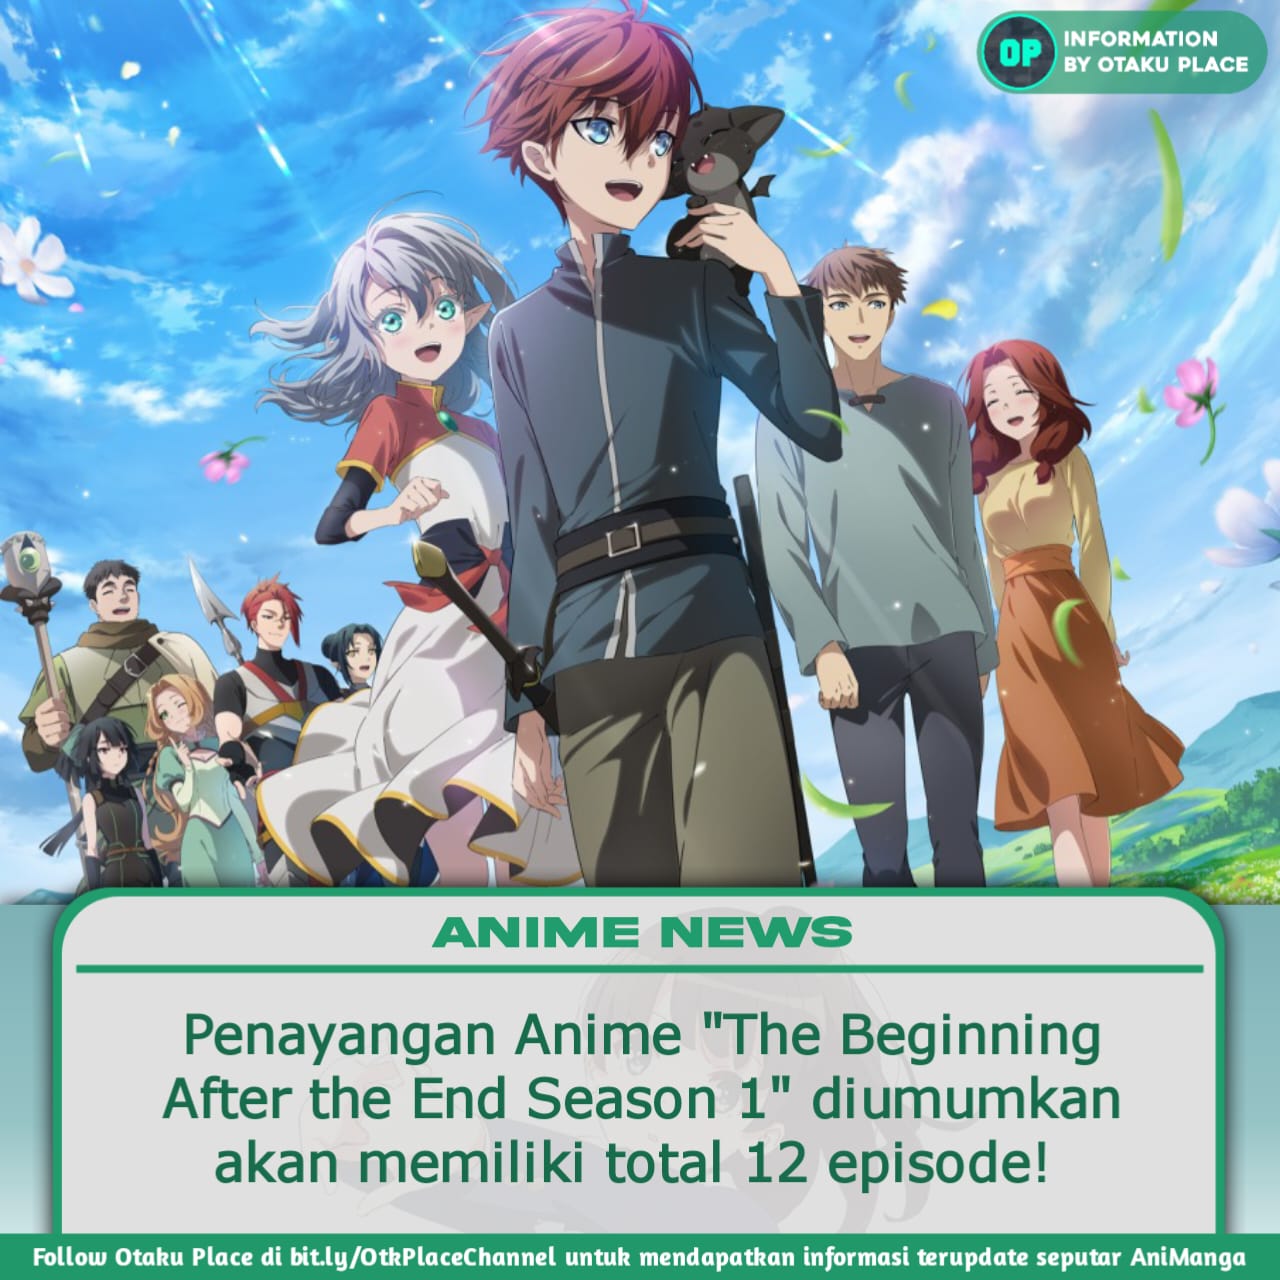 OP
INFORMATION
BY OTAKU PLACE
ANIME NEWS
Penayangan Anime "The Beginning
After the End Season 1" diumumkan
akan memiliki total 12 episode!
Follow Otaku Place di bit.ly/OtkPlaceChannel untuk mendapatkan informasi terupdate seputar AniManga